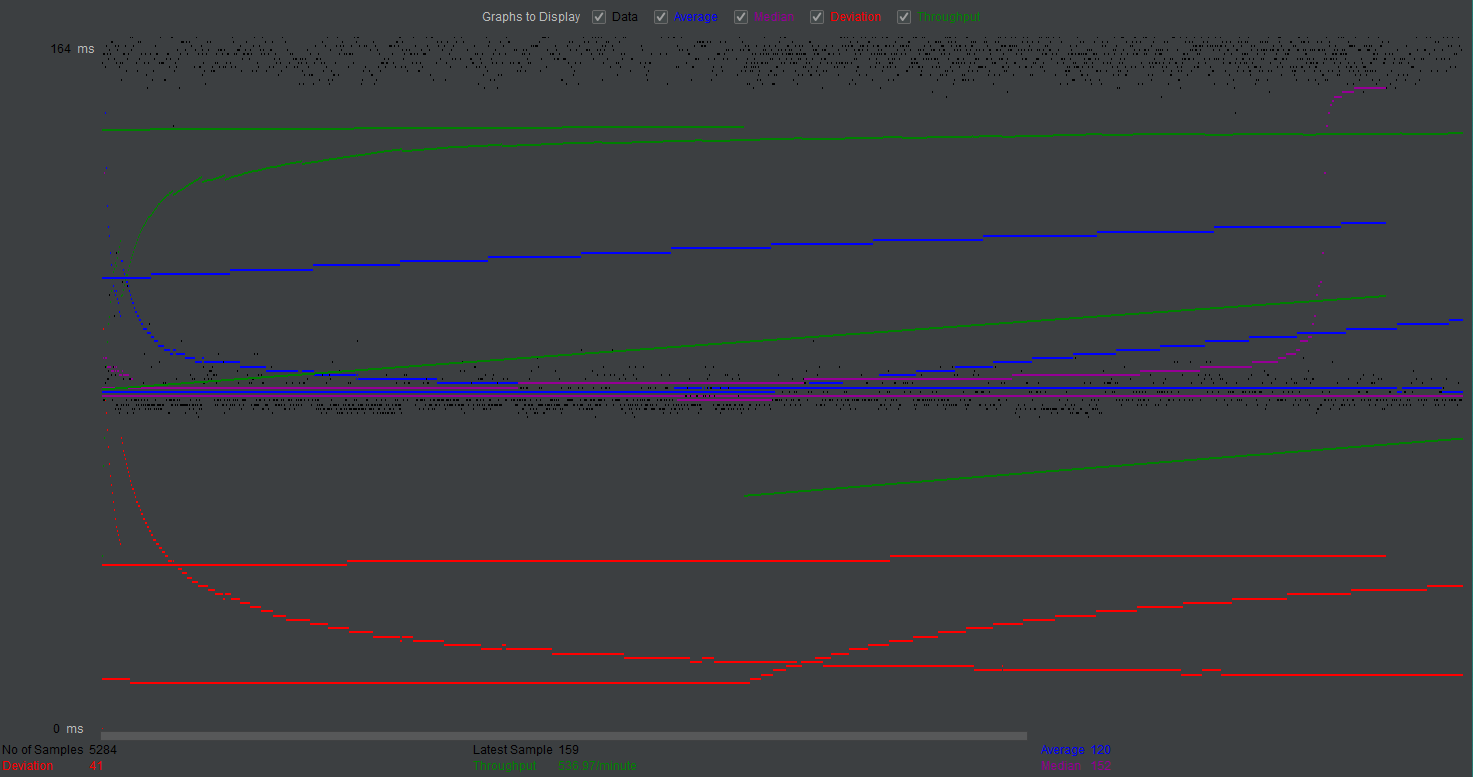 Graphs to Display Data Average Median Deviation Throughput
164 ms
0 ms
No of Samples 5284 Latest Sample 159 Average 120
Deviation 41 Throughput 536.97/minute Median